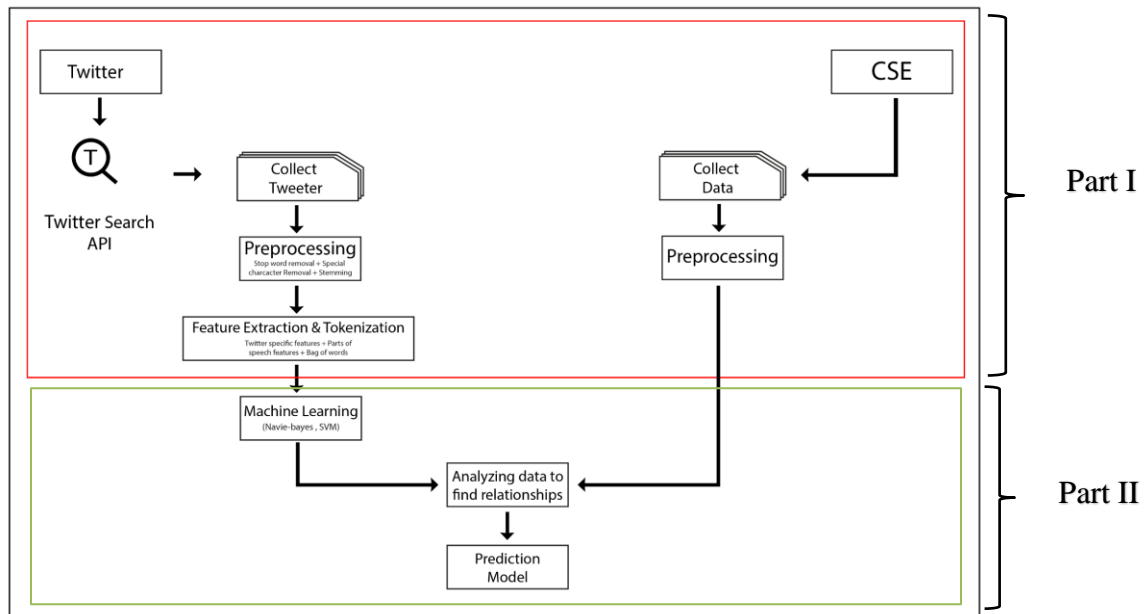 Twitter
CSE
T
Twitter Search
API
Collect
Tweeter
Collect
Data
Preprocessing
Stop word removal + Special
charcacter Removal + Stemming
Preprocessing
Feature Extraction & Tokenization
Twitter specific features + Parts of
speech features + Bag of words
Part I
Machine Learning
(Navie-bayes , SVM)
Analyzing data to
find relationships
Prediction
Model
Part II